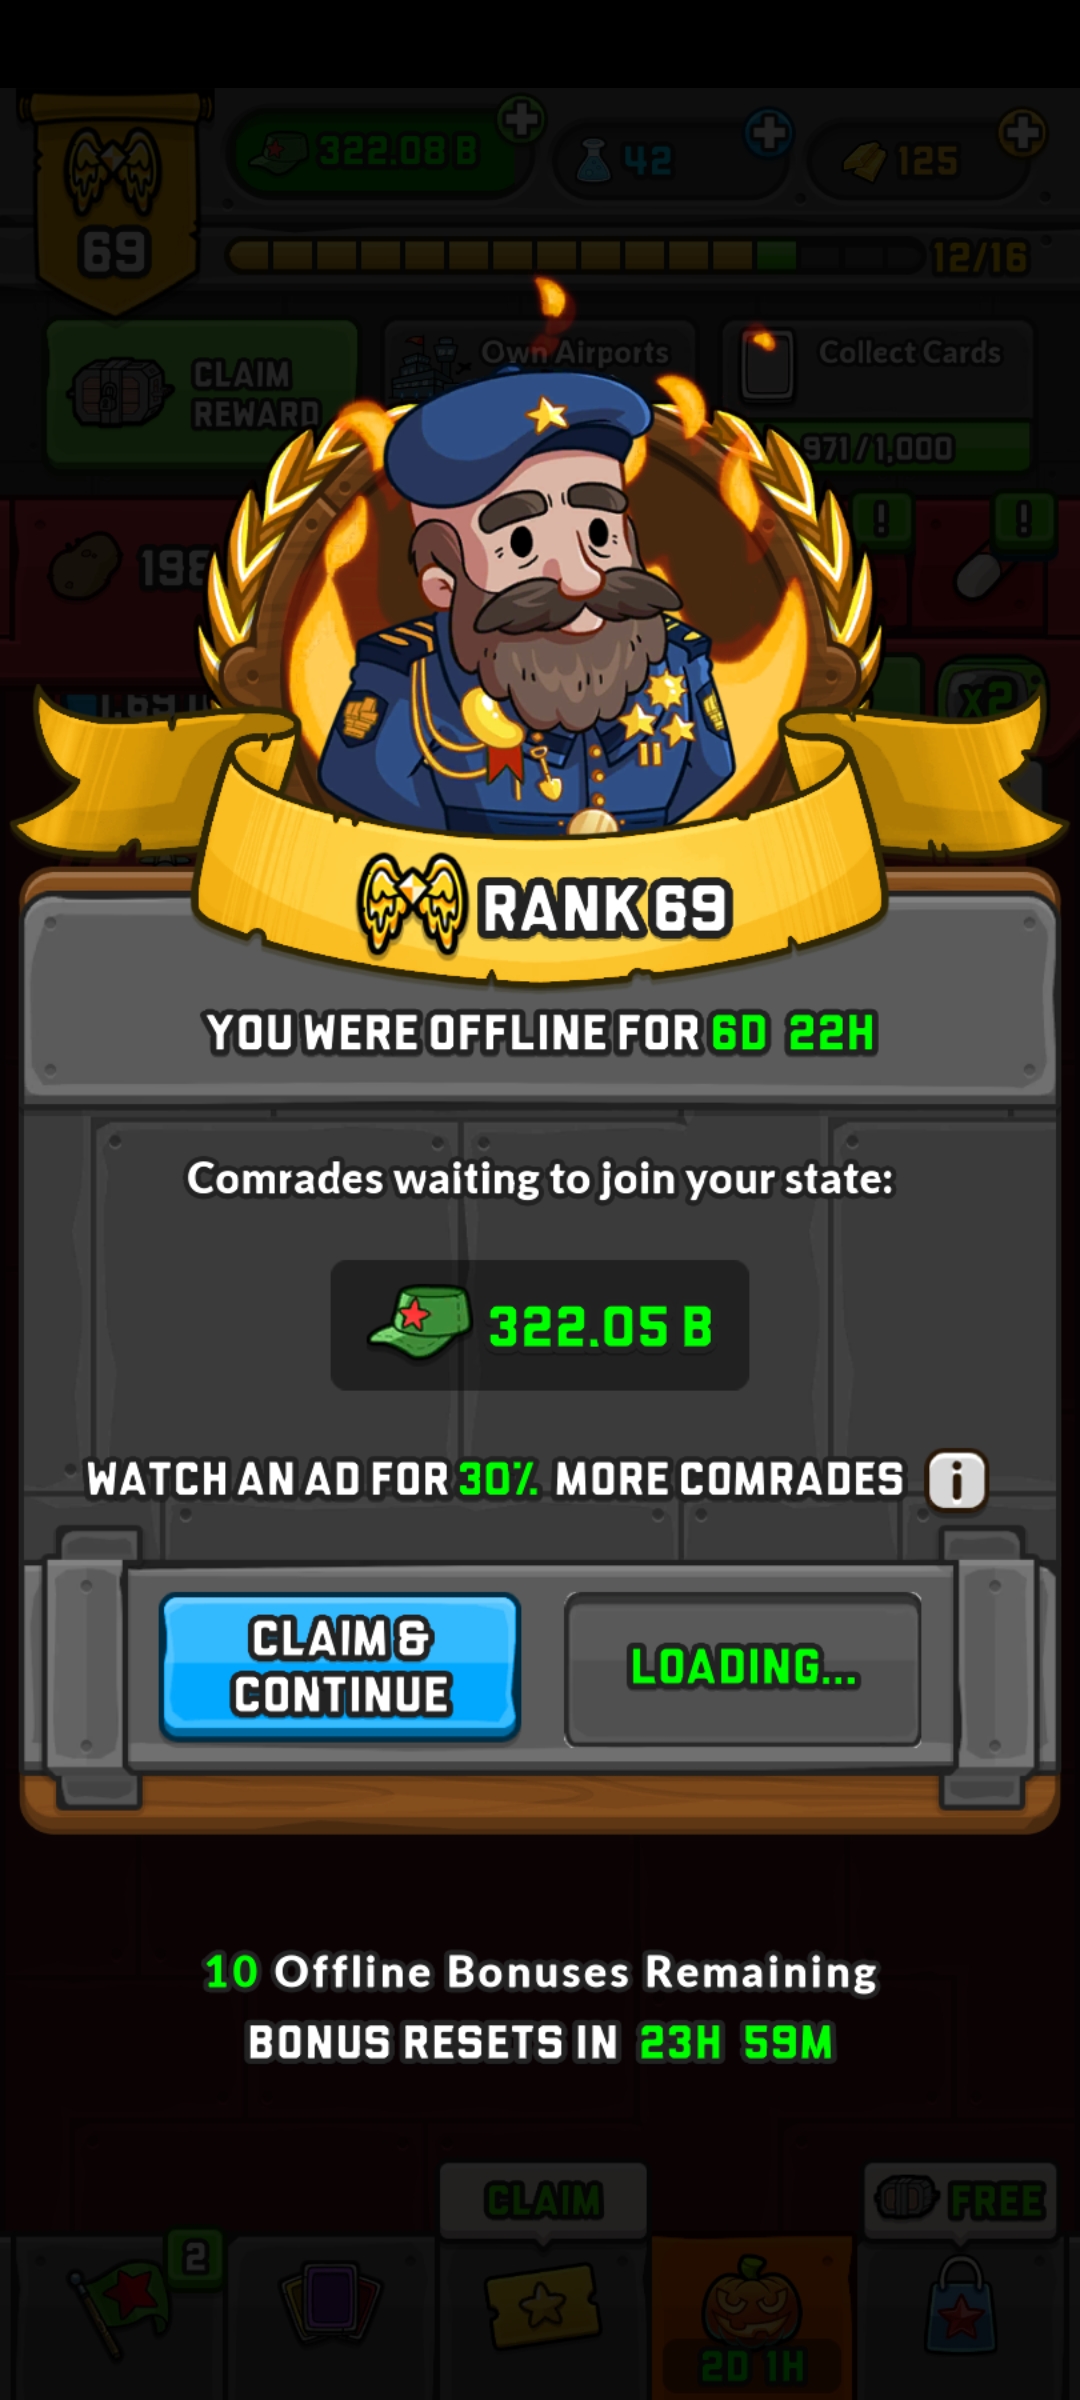 322.08 B
42
125
69
12/16
CLAIM
REWARD
Own Airports
Collect Cards
971/1,000
!
!
198
x2
RANK 69
YOU WERE OFFLINE FOR 6D 22H
Comrades waiting to join your state:
322.05 B
WATCH AN AD FOR 30% MORE COMRADES
i
CLAIM &
CONTINUE
LOADING...
10 Offline Bonuses Remaining
BONUS RESETS IN 23H 59M
CLAIM
FREE
2
2D 1H